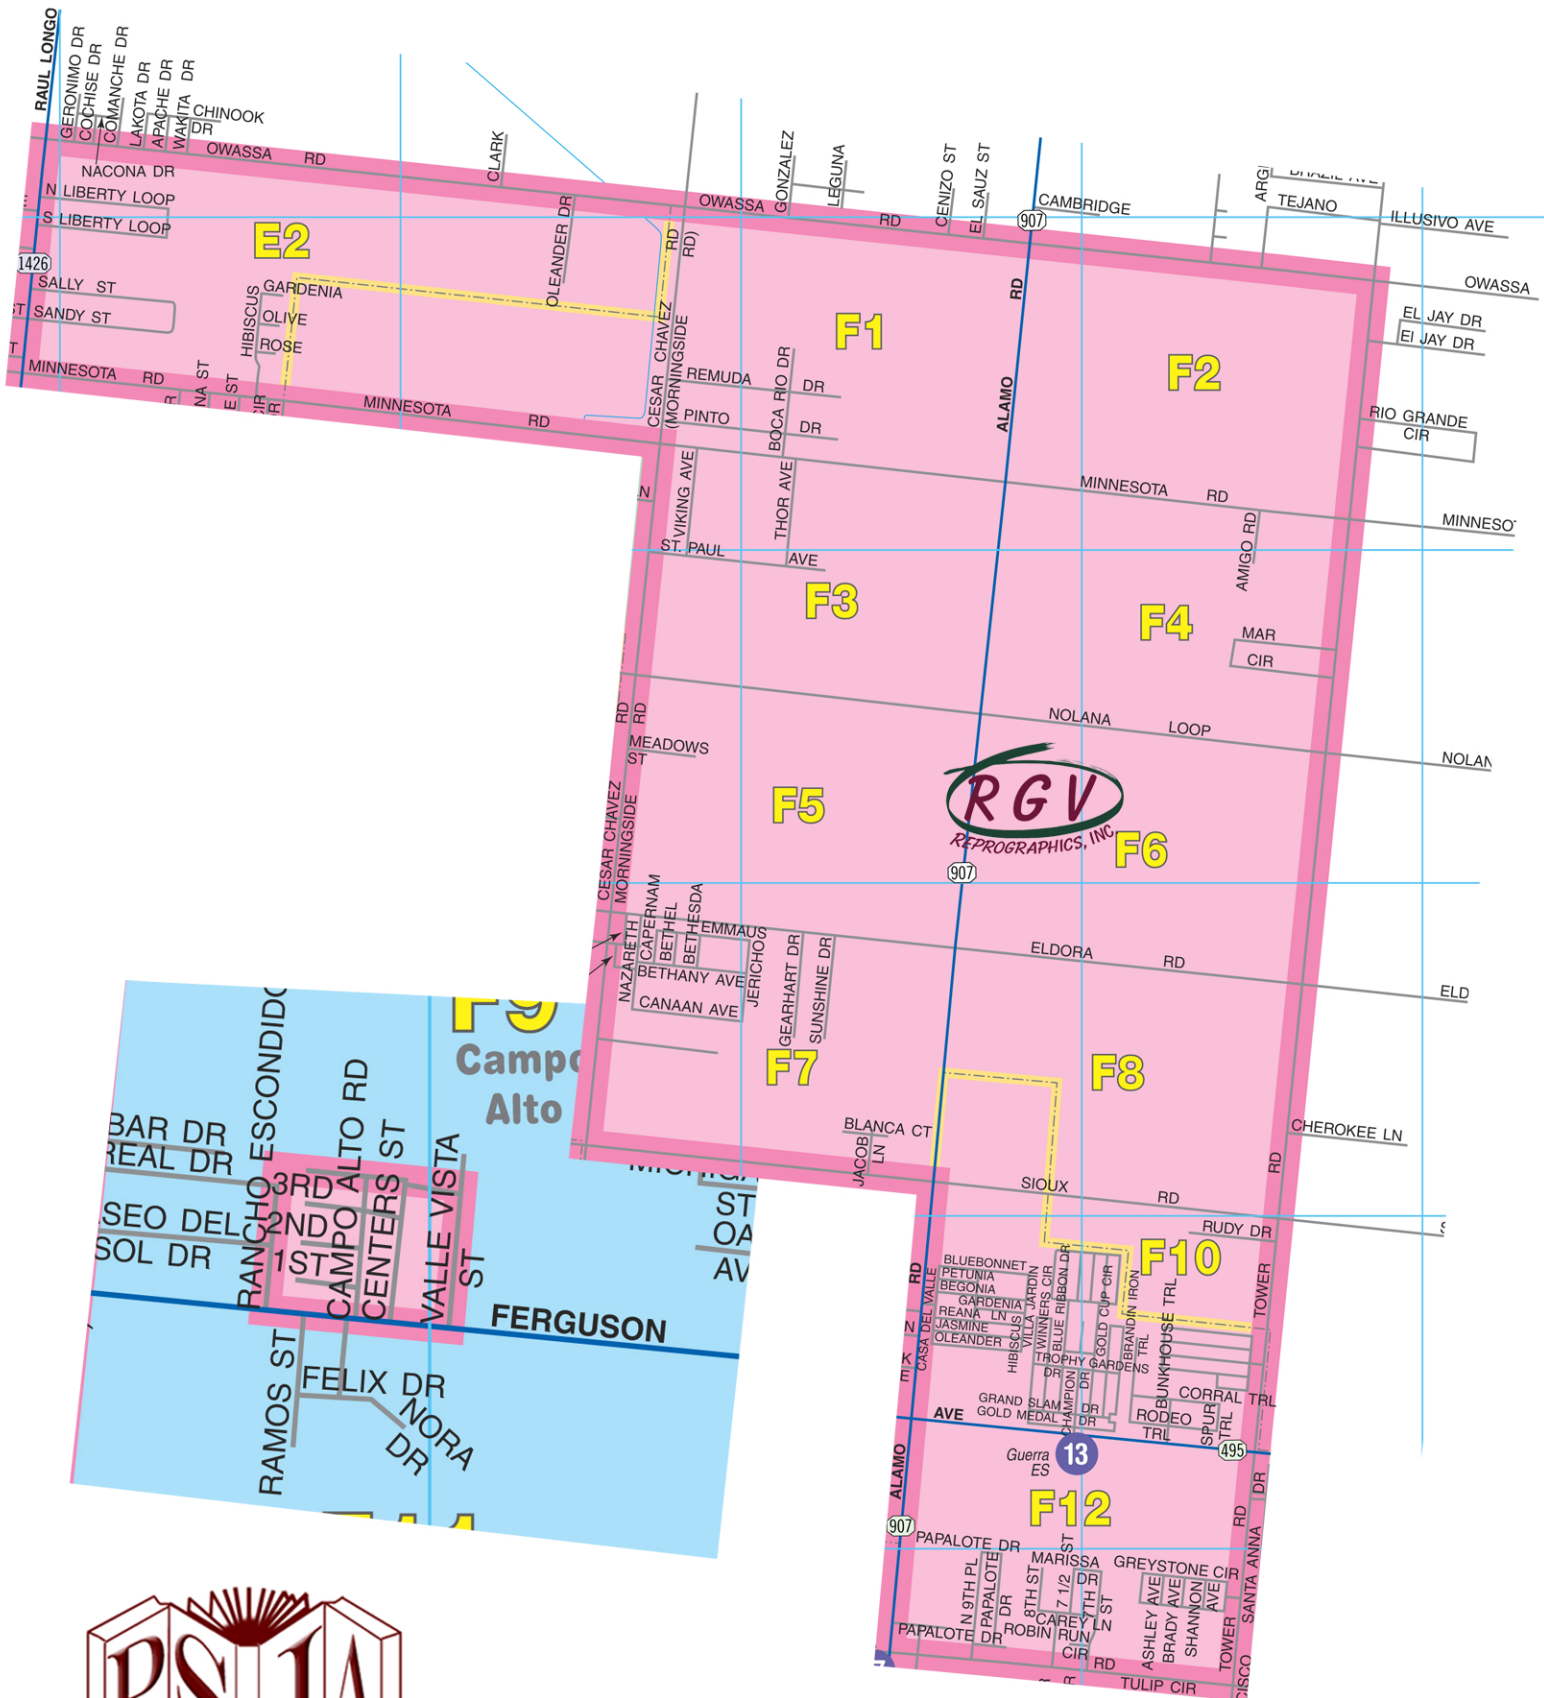 RAUL LONGO
GERONIMO DR
COCHISE DR
COMANCHE DR
LAKOTA DR
APACHE DR
WAKITA DR
CHINOOK
DR
OWASSA RD
NACONA DR
N LIBERTY LOOP
S LIBERTY LOOP
E2
1426
SALLY ST
SANDY ST
HIBISCUS
GARDENIA
OLIVE
ROSE
MINNESOTA RD
NA ST
E ST
CIR
MINNESOTA RD
CLARK
OLEANDER DR
CESAR CHAVEZ RD
(MORNINGSIDE RD)
OWASSA RD
GONZALEZ
LEGUNA
CENIZO ST
EL SAUZ ST
907
CAMBRIDGE
TEJANO
ILLUSIVO AVE
OWASSA
EL JAY DR
El JAY DR
RIO GRANDE
CIR
F1
F2
ALAMO RD
REMUDA DR
PINTO DR
BOCA RIO DR
MINNESOTA RD
VIKING AVE
THOR AVE
ST. PAUL AVE
AMIGO RD
F3
F4
MAR
CIR
NOLANA LOOP
MEADOWS
ST
CESAR CHAVEZ RD
MORNINGSIDE RD
F5
RGV
REPROGRAPHICS, INC.
F6
907
NAZARETH
CAPERNAM
BETHEL
BETHESDA
EMMAUS
BETHANY AVE
JERICHO
CANAAN AVE
GEARHART DR
SUNSHINE DR
ELDORA RD
ELD
F7
F8
BLANCA CT
JACOB
LN
CHEROKEE LN
SIOUX RD
RUDY DR
F10
TOWER RD
F9
Campo
Alto
BAR DR
REAL DR
SEO DEL
SOL DR
RANCHO ESCONDIDO
3RD
2ND
1ST
CAMPO ALTO RD
CENTERS ST
VALLE VISTA
ST
FERGUSON
RAMOS ST
FELIX DR
NORA
DR
ST
AV
CASA DEL VALLE
BLUEBONNET
PETUNIA
BEGONIA
GARDENIA
REANA LN
JASMINE
OLEANDER
HIBISCUS
VILLA JARDIN
WINNERS CIR
BLUE RIBBON DR
GOLD CUP CIR
BRANDIN IRON
TRL
BUNKHOUSE TRL
TROPHY GARDENS
DR
CHAMPION DR
GRAND SLAM DR
GOLD MEDAL DR
CORRAL TRL
RODEO
TRL
SPUR
TRL
AVE
495
Guerra
ES
13
ALAMO RD
907
F12
PAPALOTE DR
N 9TH PL
PAPALOTE
DR
PAPALOTE DR
8TH ST
7 1/2 ST
MARISSA
DR
7TH ST
CAREY LN
ROBIN RUN
CIR
RD
GREYSTONE CIR
ASHLEY AVE
BRADY AVE
SHANNON
AVE
TOWER RD
SANTA ANNA DR
TULIP CIR
CISCO
PSJA